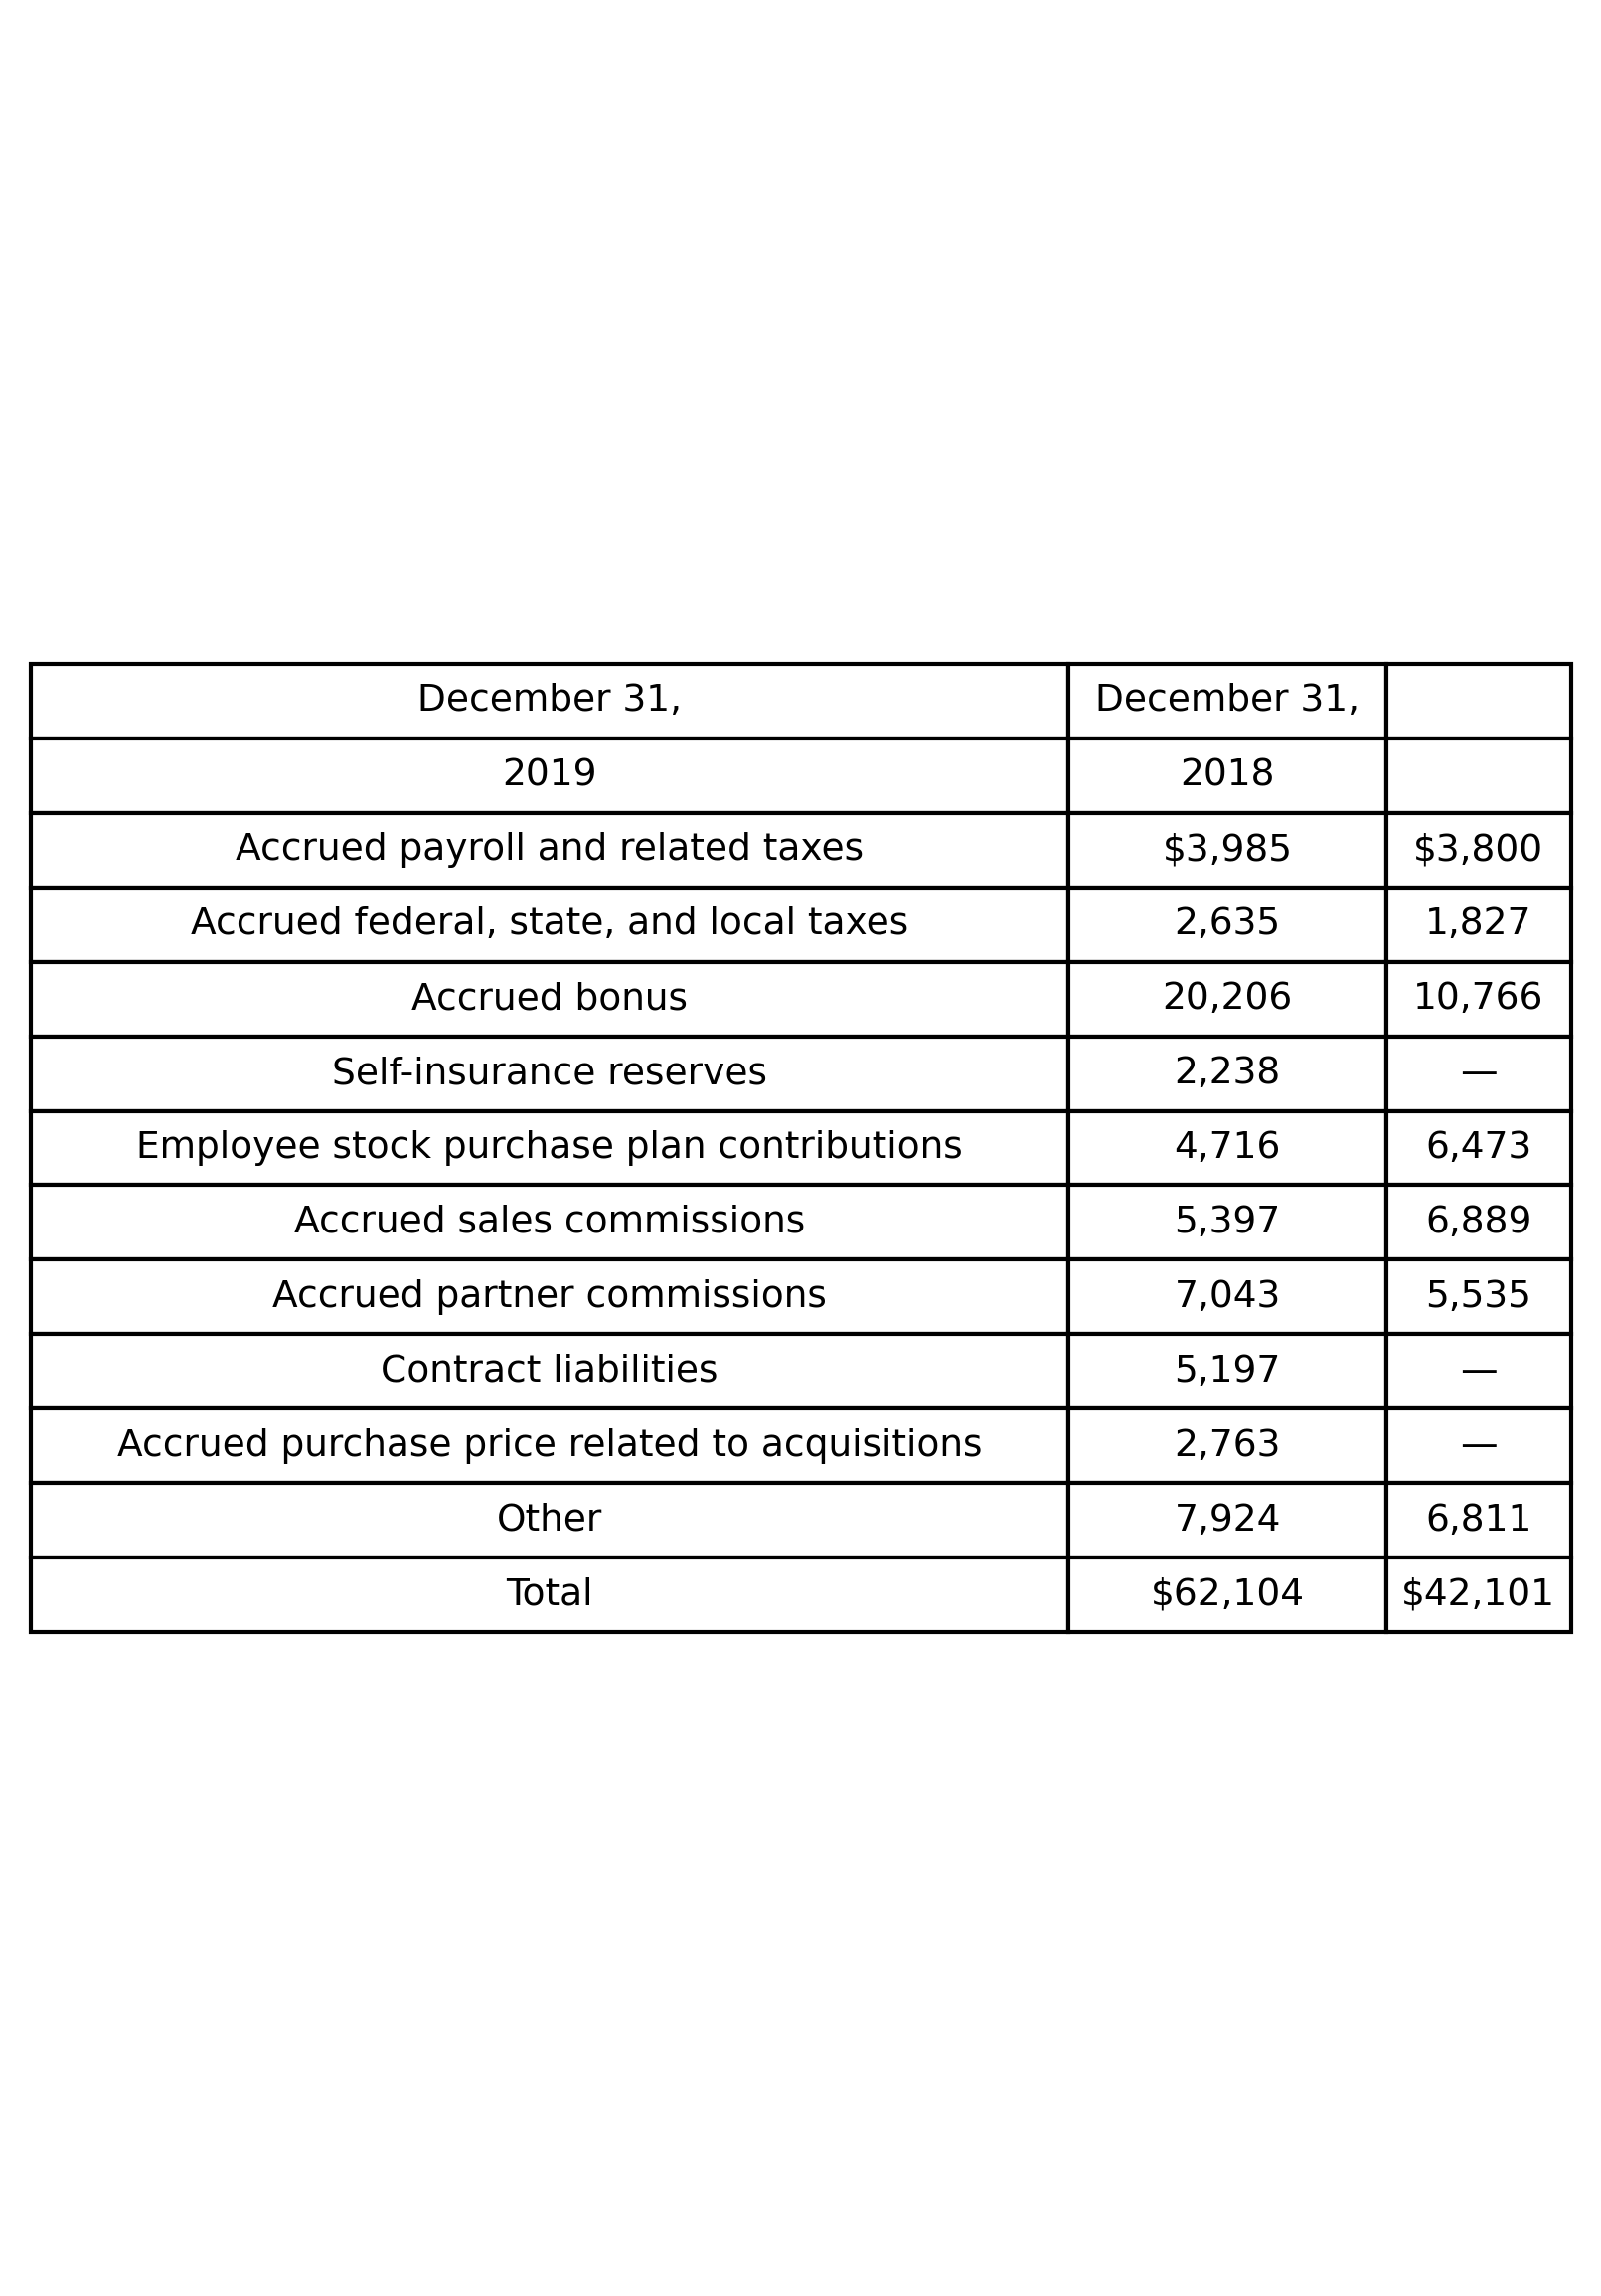 December 31, December 31,
2019 2018
Accrued payroll and related taxes $3,985 $3,800
Accrued federal, state, and local taxes 2,635 1,827
Accrued bonus 20,206 10,766
Self-insurance reserves 2,238 —
Employee stock purchase plan contributions 4,716 6,473
Accrued sales commissions 5,397 6,889
Accrued partner commissions 7,043 5,535
Contract liabilities 5,197 —
Accrued purchase price related to acquisitions 2,763 —
Other 7,924 6,811
Total $62,104 $42,101